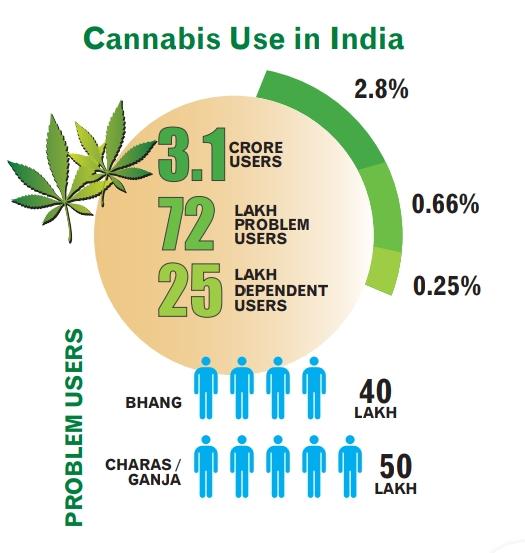 Cannabis Use in India
2.8%
3.1 CRORE
USERS
72 LAKH
PROBLEM
USERS
0.66%
25 LAKH
DEPENDENT
USERS
0.25%
PROBLEM USERS
BHANG
40
LAKH
CHARAS /
GANJA
50
LAKH